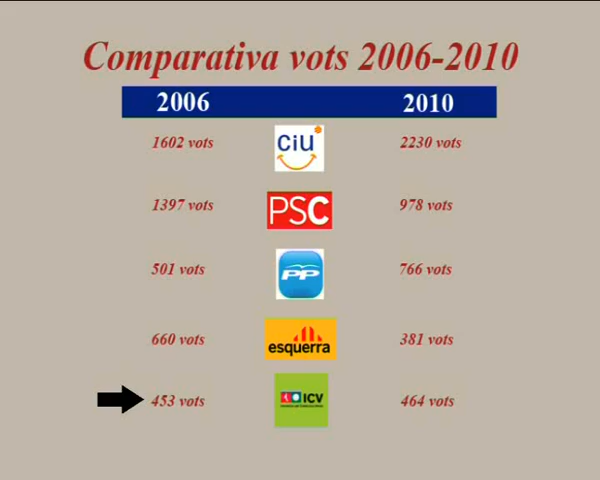 Comparativa vots 2006-2010
2006 2010
1602 vots CiU 2230 vots
1397 vots PSC 978 vots
501 vots PP 766 vots
660 vots esquerra 381 vots
453 vots ICV 464 vots